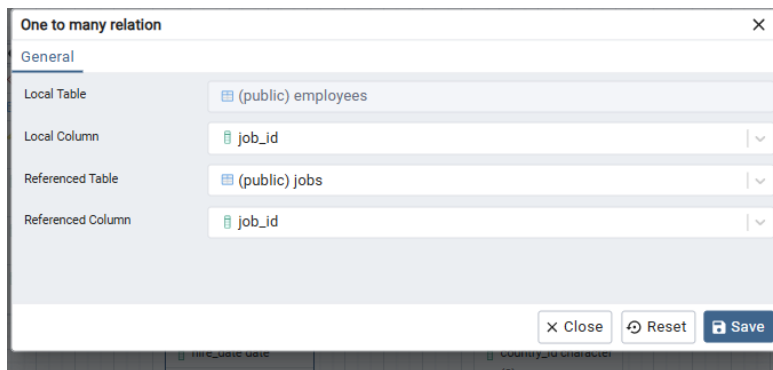 One to many relation
General
Local Table
(public) employees
Local Column
job_id
Referenced Table
(public) jobs
Referenced Column
job_id
Close
Reset
Save
hire_date date
country_id character